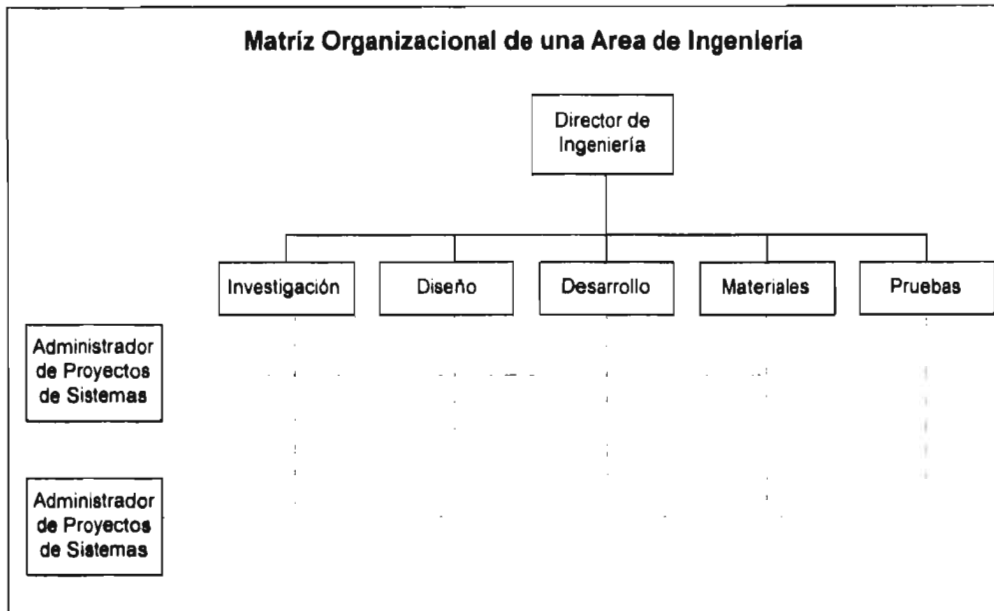 Matríz Organizacional de una Area de Ingeniería
Director de
Ingeniería
Investigación
Diseño
Desarrollo
Materiales
Pruebas
Administrador
de Proyectos
de Sistemas
Administrador
de Proyectos
de Sistemas